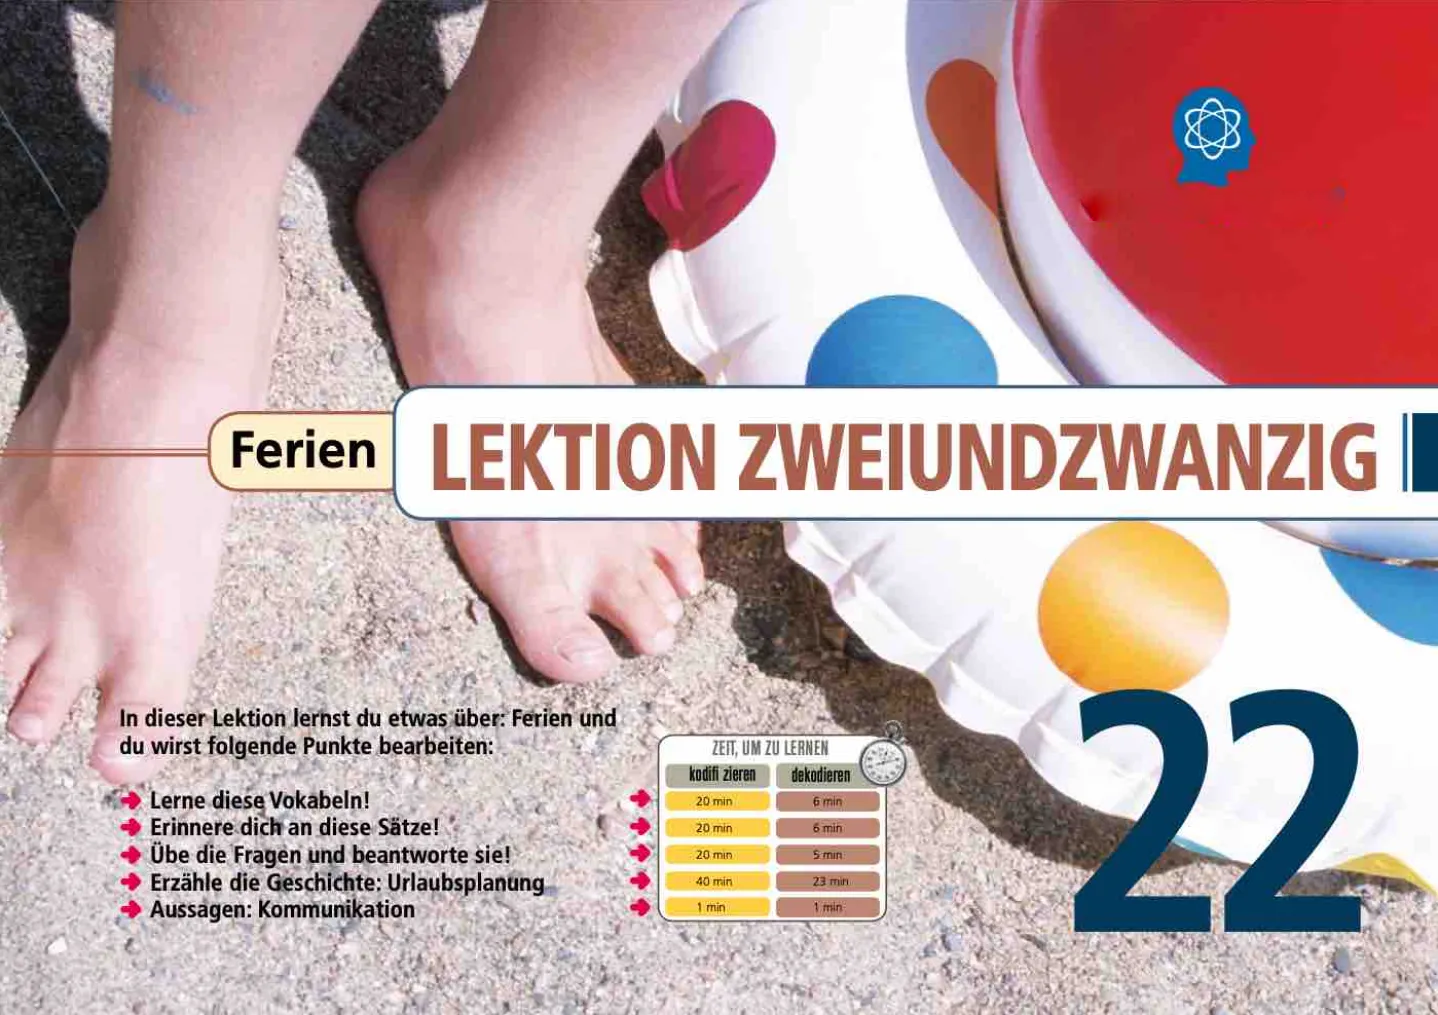 Ferien
LEKTION ZWEIUNDZWANZIG
22
In dieser Lektion lernst du etwas über: Ferien und
du wirst folgende Punkte bearbeiten:
Lerne diese Vokabeln!
Erinnere dich an diese Sätze!
Übe die Fragen und beantworte sie!
Erzähle die Geschichte: Urlaubsplanung
Aussagen: Kommunikation
ZEIT, UM ZU LERNEN
kodifi zieren dekodieren
20 min 6 min
20 min 6 min
20 min 5 min
40 min 23 min
1 min 1 min